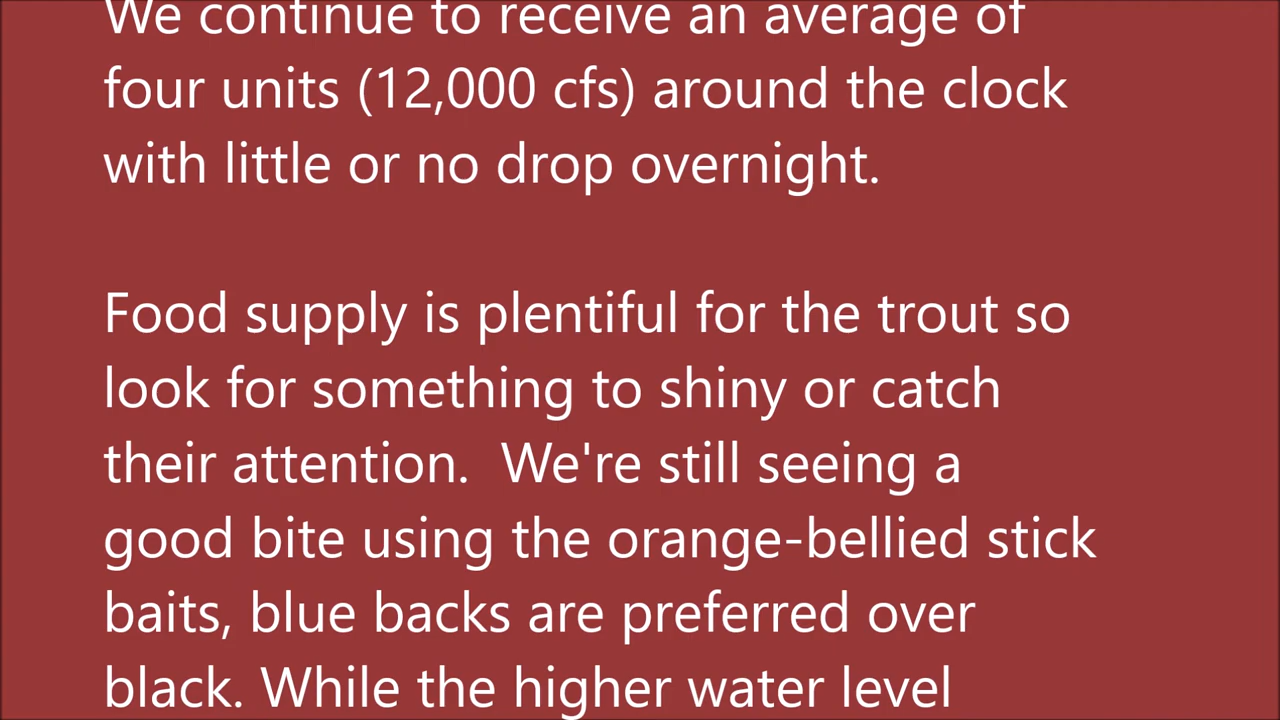 We continue to receive an average of
four units (12,000 cfs) around the clock
with little or no drop overnight.
Food supply is plentiful for the trout so
look for something to shiny or catch
their attention.  We're still seeing a
good bite using the orange-bellied stick
baits, blue backs are preferred over
black. While the higher water level